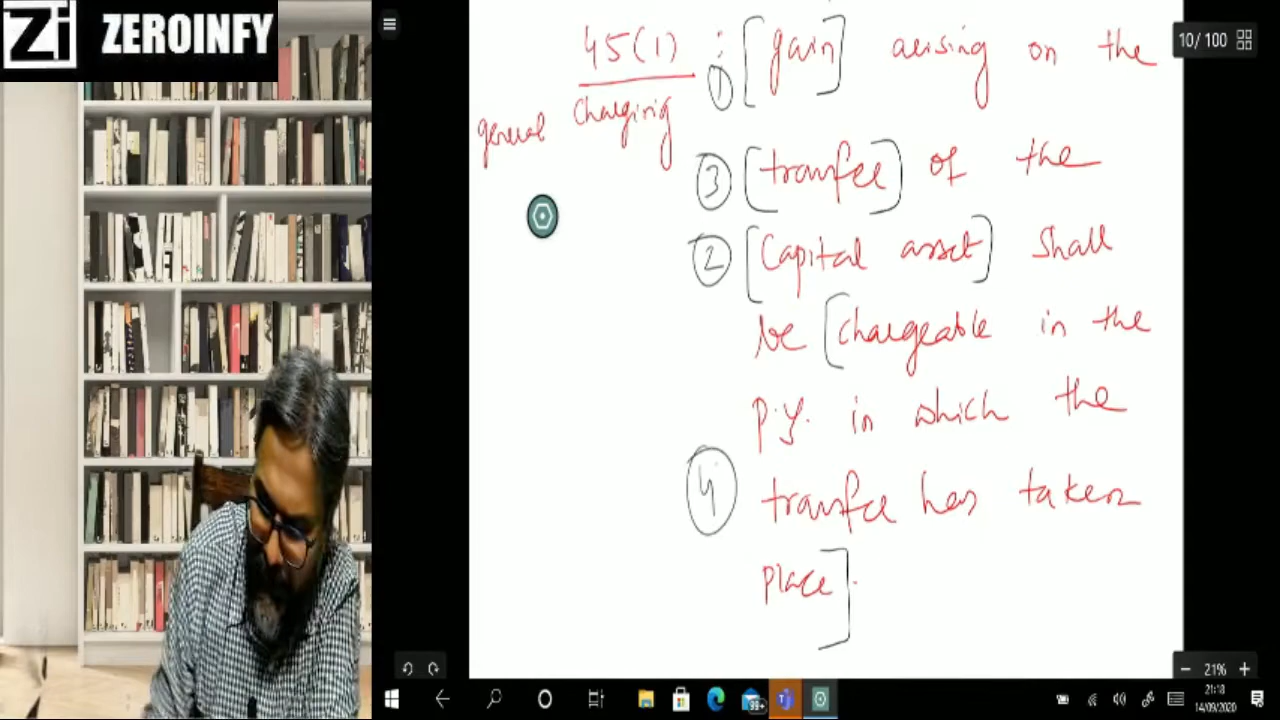 Zi ZEROINFY
10/100
45(1) : [gain] arising on the
general Charging
①
③ [tranfer] of the
② [Capital asset] shall
be [chargeable in the
P.Y. in which the
④ transfer has taken
place].
21%
99+
21:18
14/09/2020